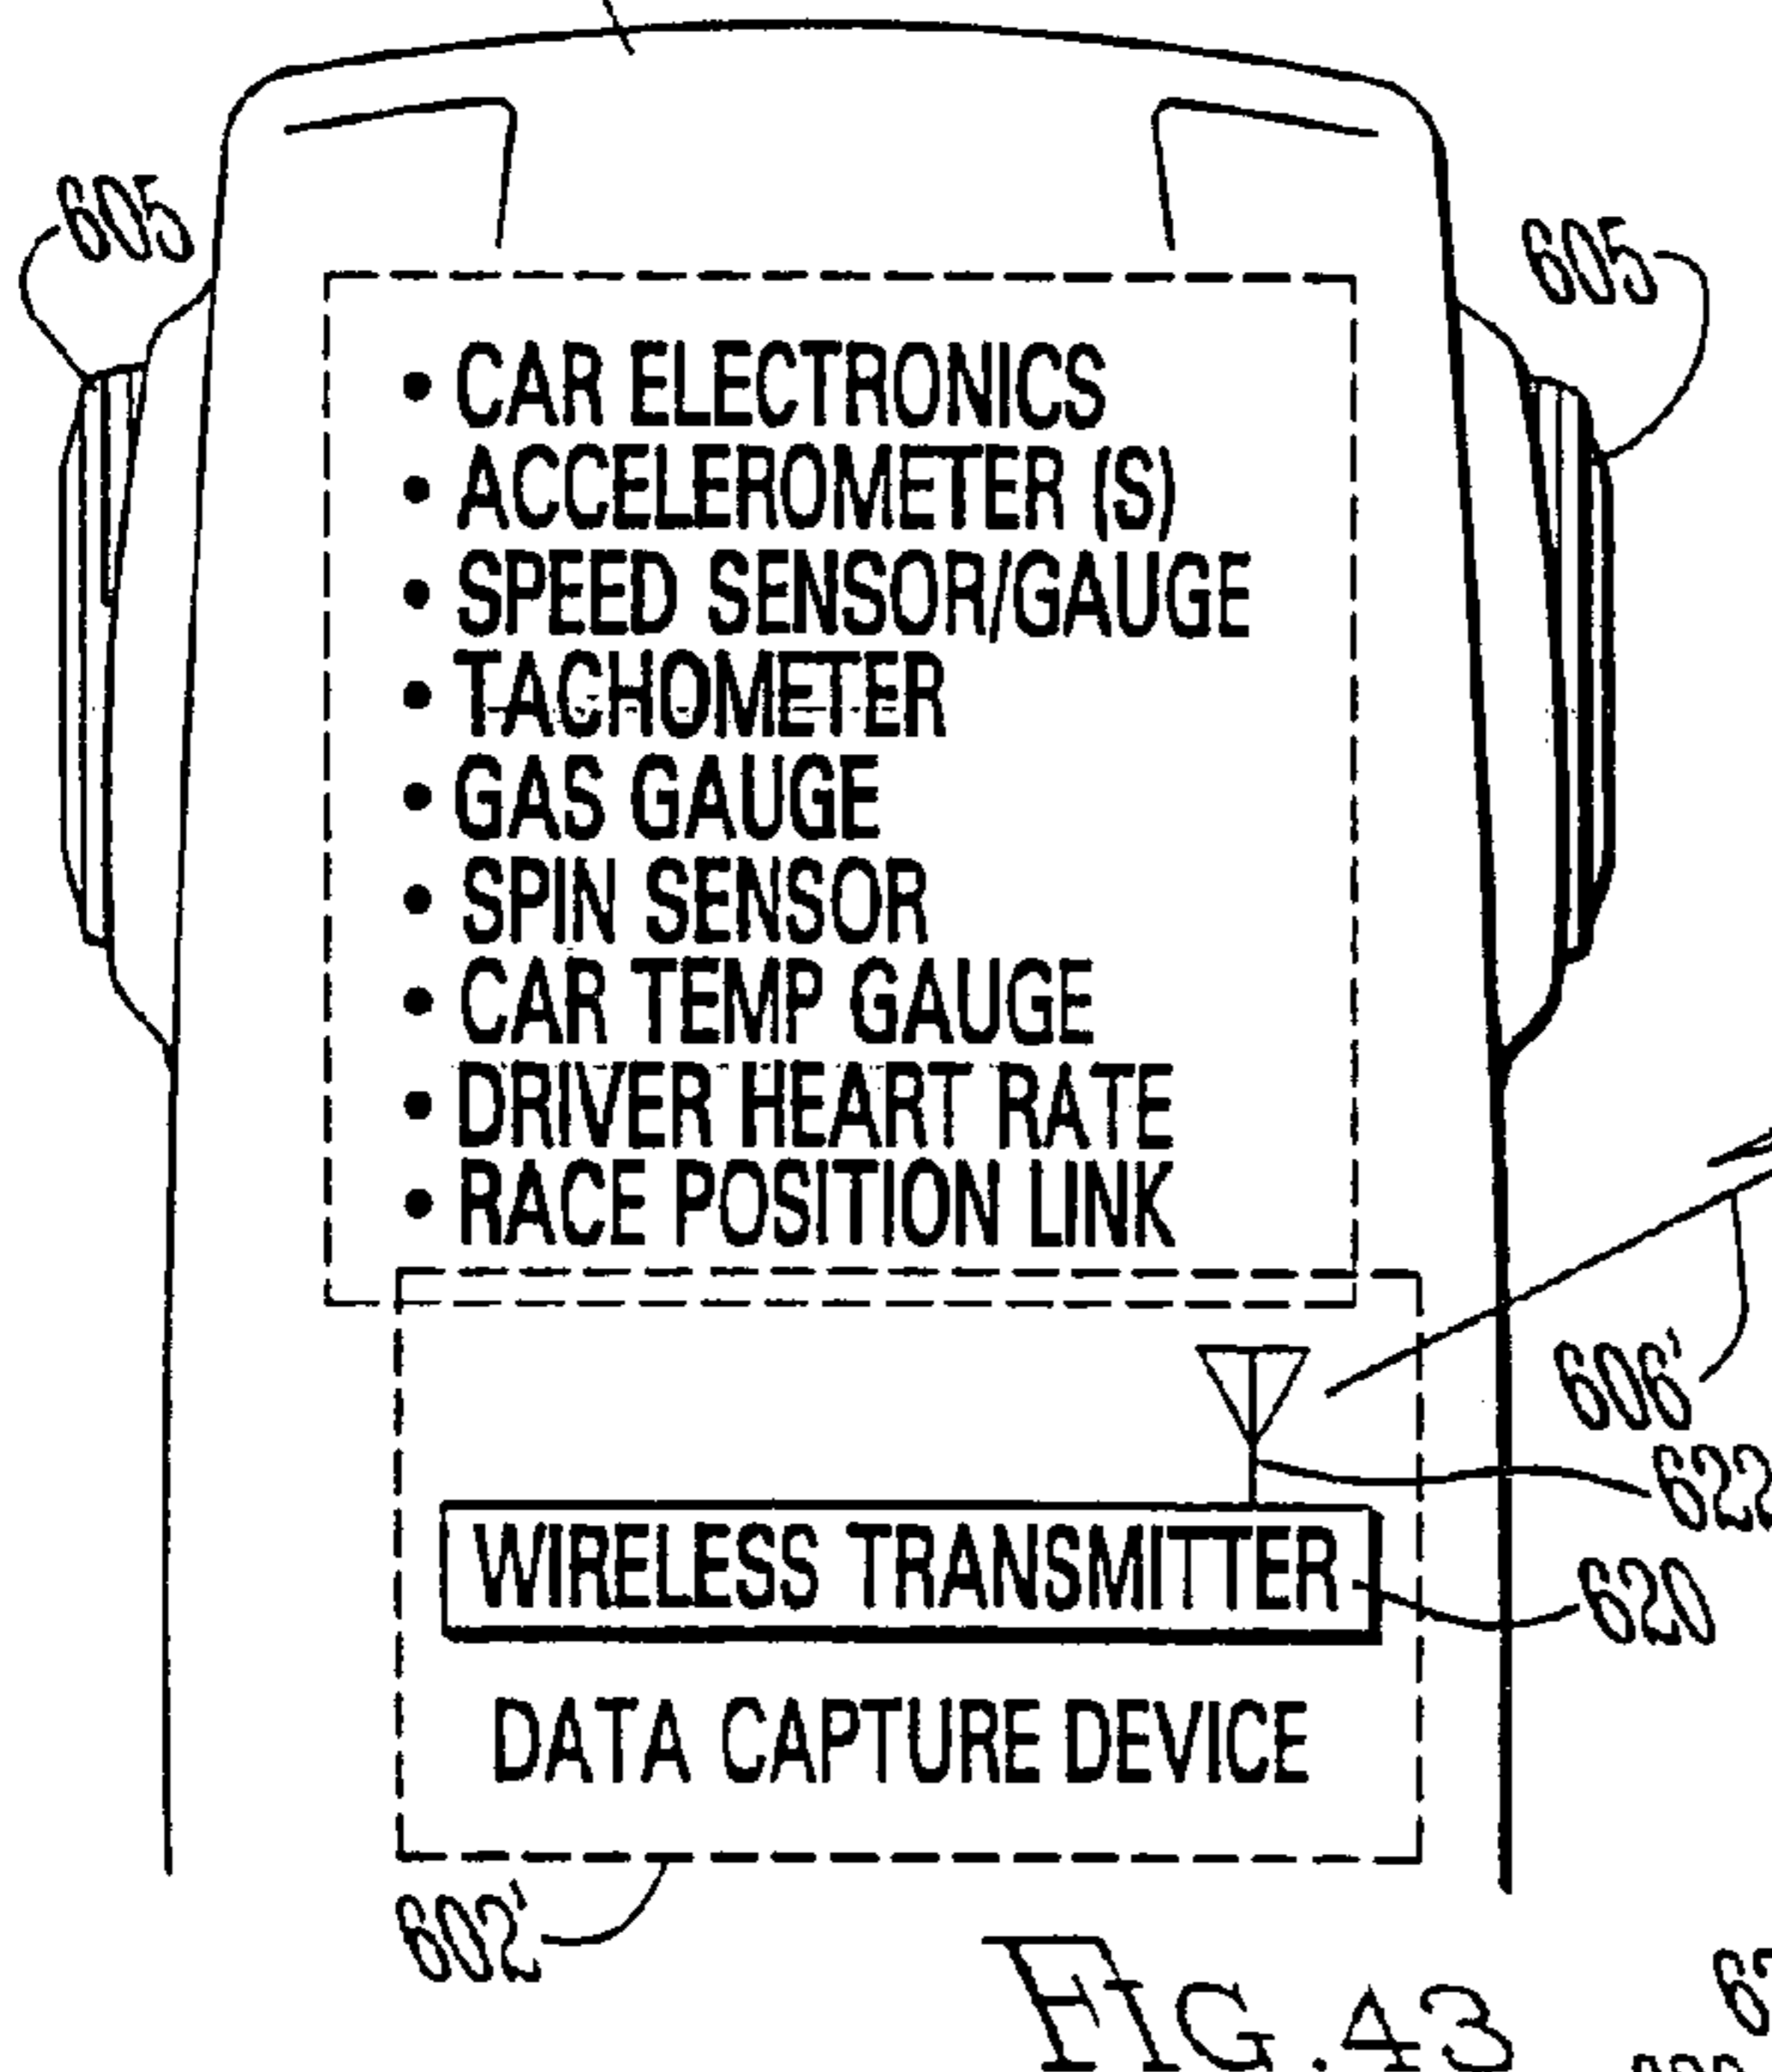 605
605
• CAR ELECTRONICS
• ACCELEROMETER (S)
• SPEED SENSOR/GAUGE
• TACHOMETER
• GAS GAUGE
• SPIN SENSOR
• CAR TEMP GAUGE
• DRIVER HEART RATE
• RACE POSITION LINK
606'
622
WIRELESS TRANSMITTER
620
DATA CAPTURE DEVICE
602'
FIG.43